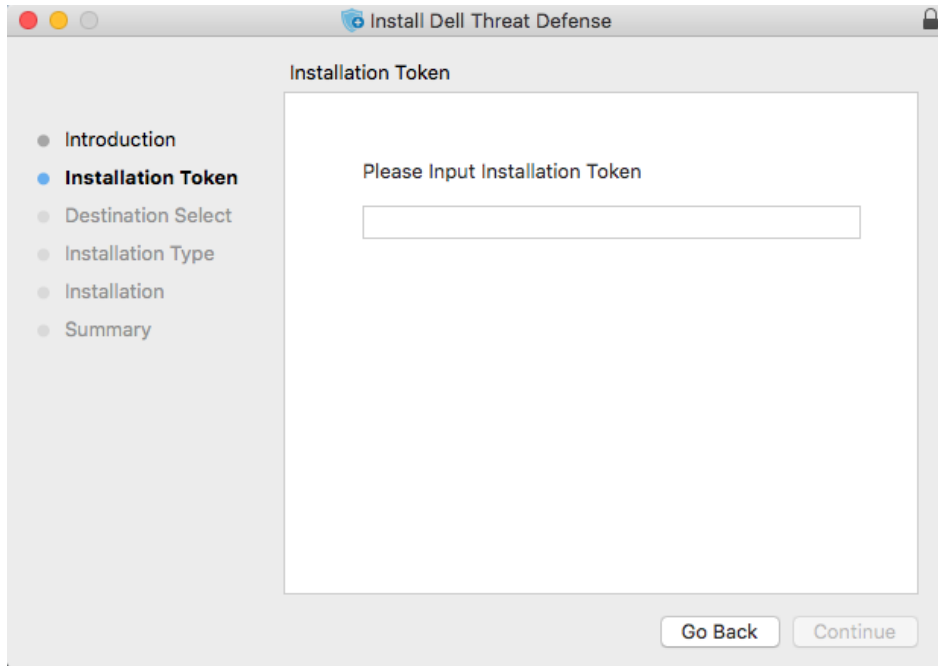 Install Dell Threat Defense
Installation Token
Introduction
Installation Token
Destination Select
Installation Type
Installation
Summary
Please Input Installation Token
Go Back
Continue